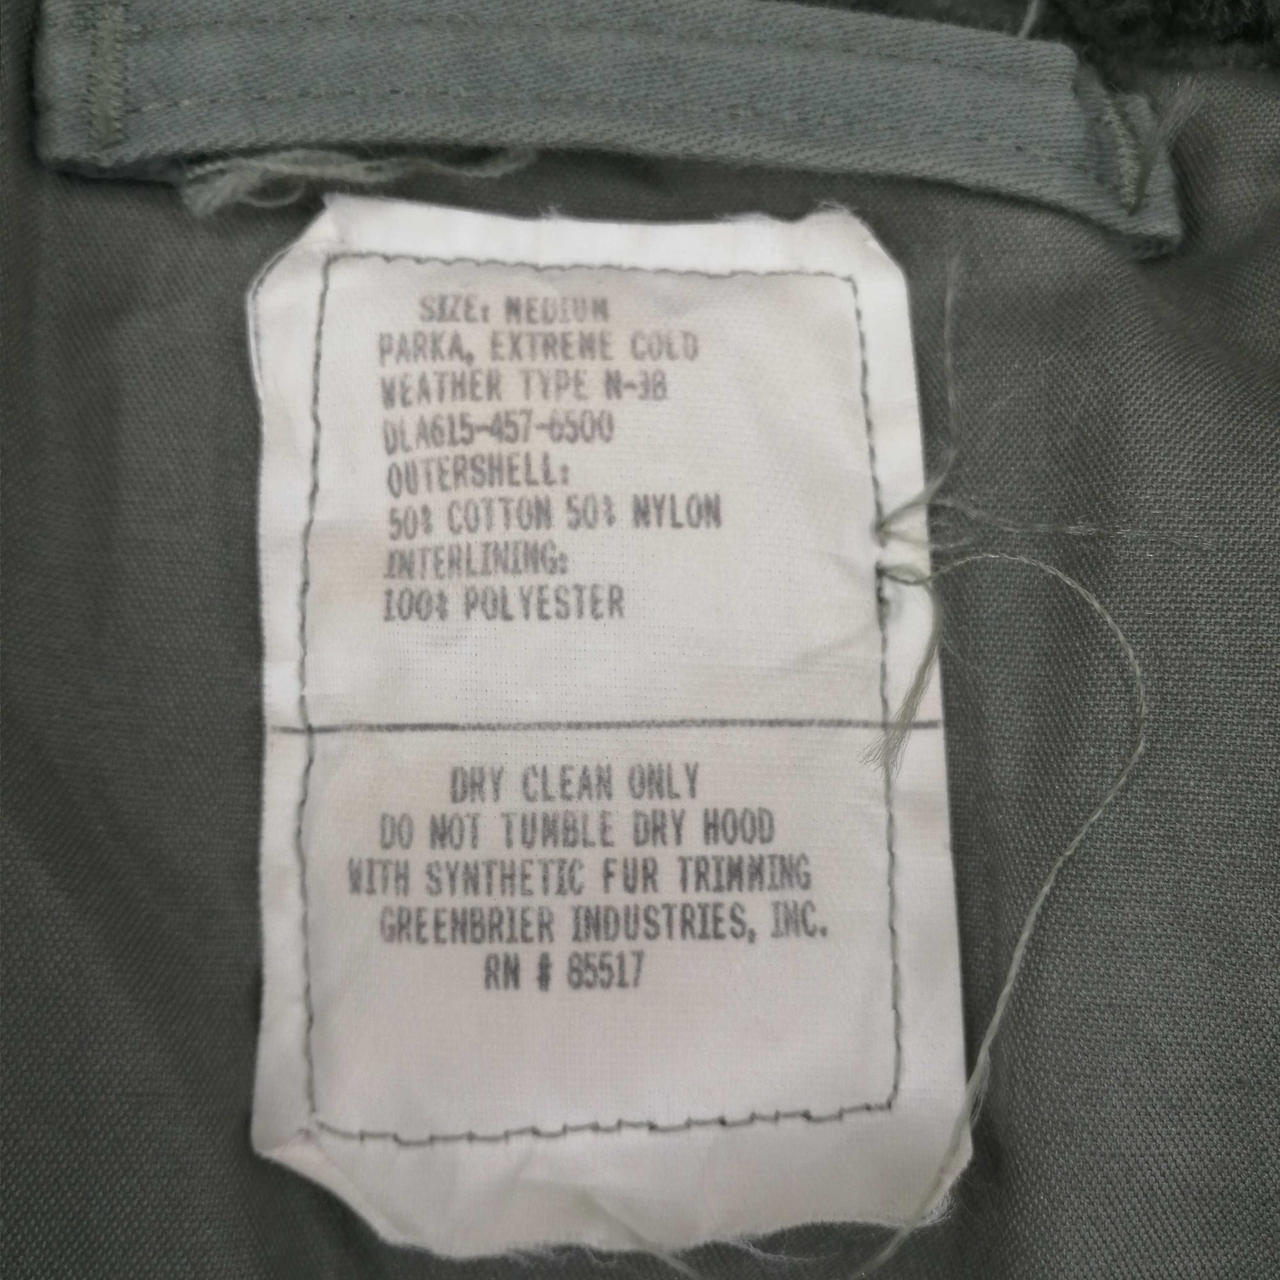 SIZE: MEDIUM
PARKA, EXTREME COLD
WEATHER TYPE N-3B
DLA615-457-6500
OUTERSHELL:
50% COTTON 50% NYLON
INTERLINING:
100% POLYESTER
DRY CLEAN ONLY
DO NOT TUMBLE DRY HOOD
WITH SYNTHETIC FUR TRIMMING
GREENBRIER INDUSTRIES, INC.
RN # 85517